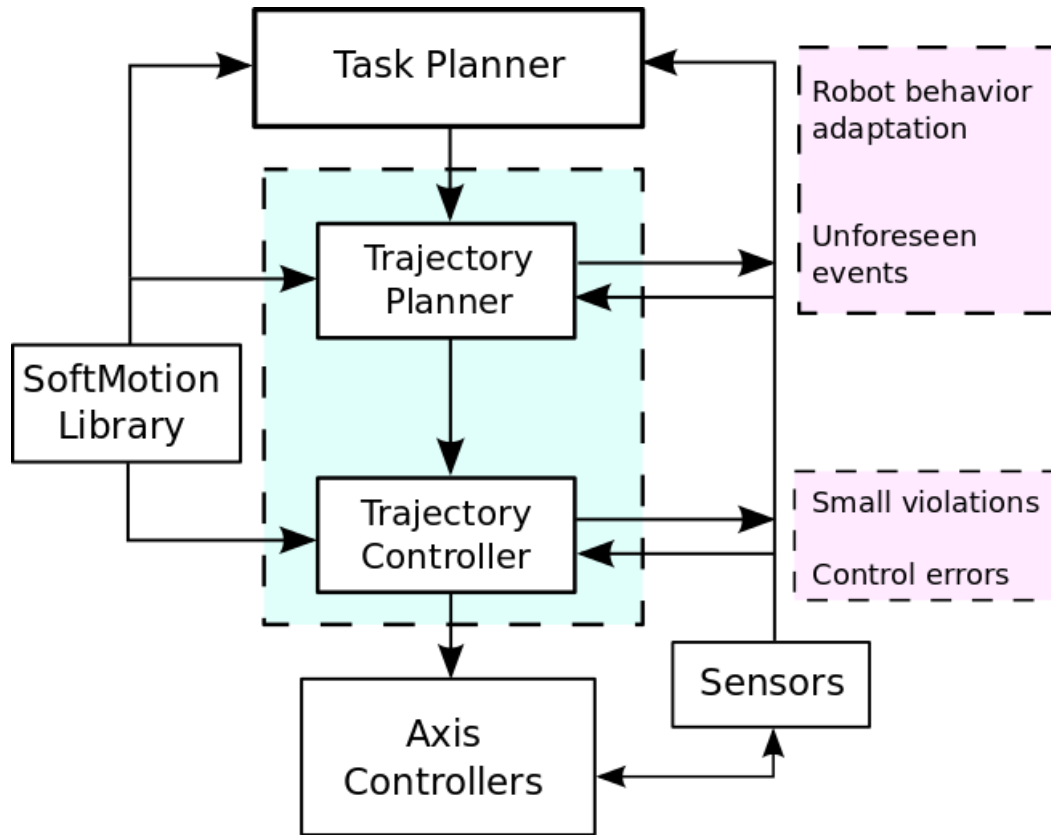 Task Planner
Robot behavior
adaptation
Unforeseen
events
Trajectory
Planner
SoftMotion
Library
Trajectory
Controller
Small violations
Control errors
Sensors
Axis
Controllers